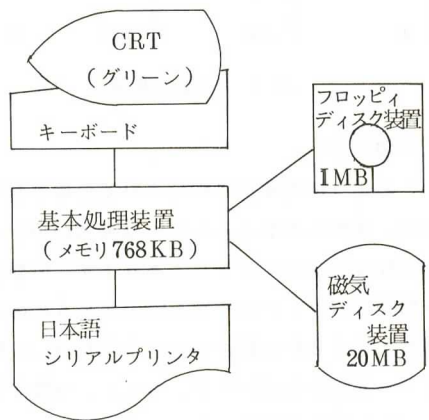 CRT
(グリーン)
キーボード
フロッピィ
ディスク装置
1MB
基本処理装置
(メモリ768KB)
日本語
シリアルプリンタ
磁気
ディスク
装置
20MB